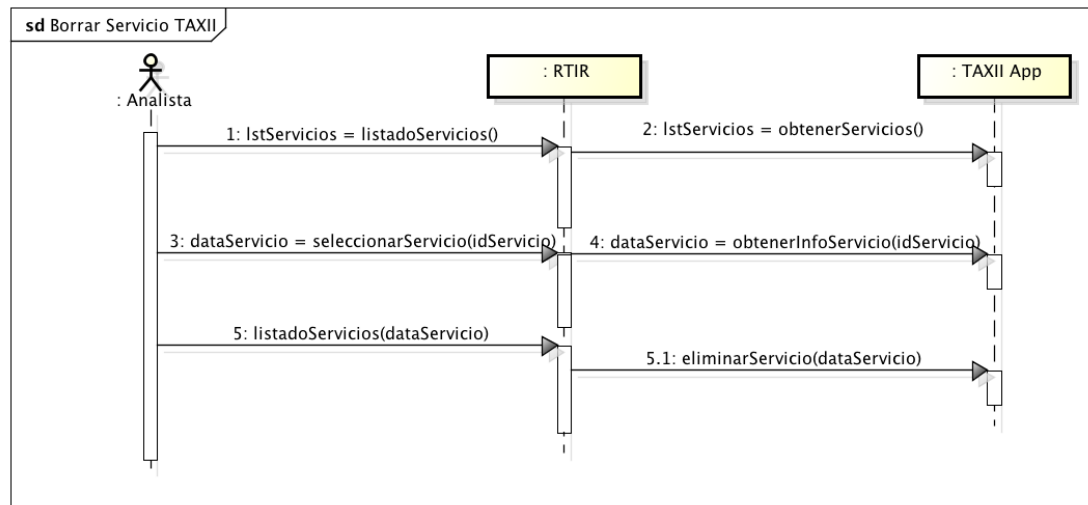 sd Borrar Servicio TAXII
: RTIR
: TAXII App
: Analista
1: lstServicios = listadoServicios()
2: lstServicios = obtenerServicios()
3: dataServicio = seleccionarServicio(idServicio)
4: dataServicio = obtenerInfoServicio(idServicio)
5: listadoServicios(dataServicio)
5.1: eliminarServicio(dataServicio)